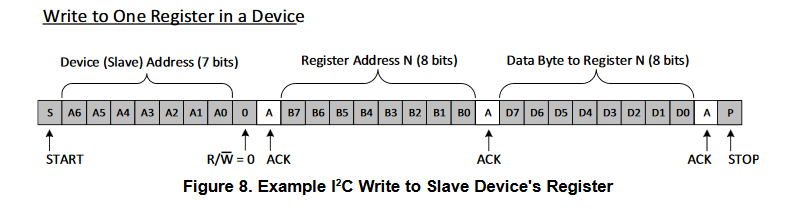 Write to One Register in a Device
Device (Slave) Address (7 bits) Register Address N (8 bits) Data Byte to Register N (8 bits)
S A6 A5 A4 A3 A2 A1 A0 0 A B7 B6 B5 B4 B3 B2 B1 B0 A D7 D6 D5 D4 D3 D2 D1 D0 A P
START R/W̅ = 0 ACK ACK ACK STOP
Figure 8. Example I²C Write to Slave Device's Register